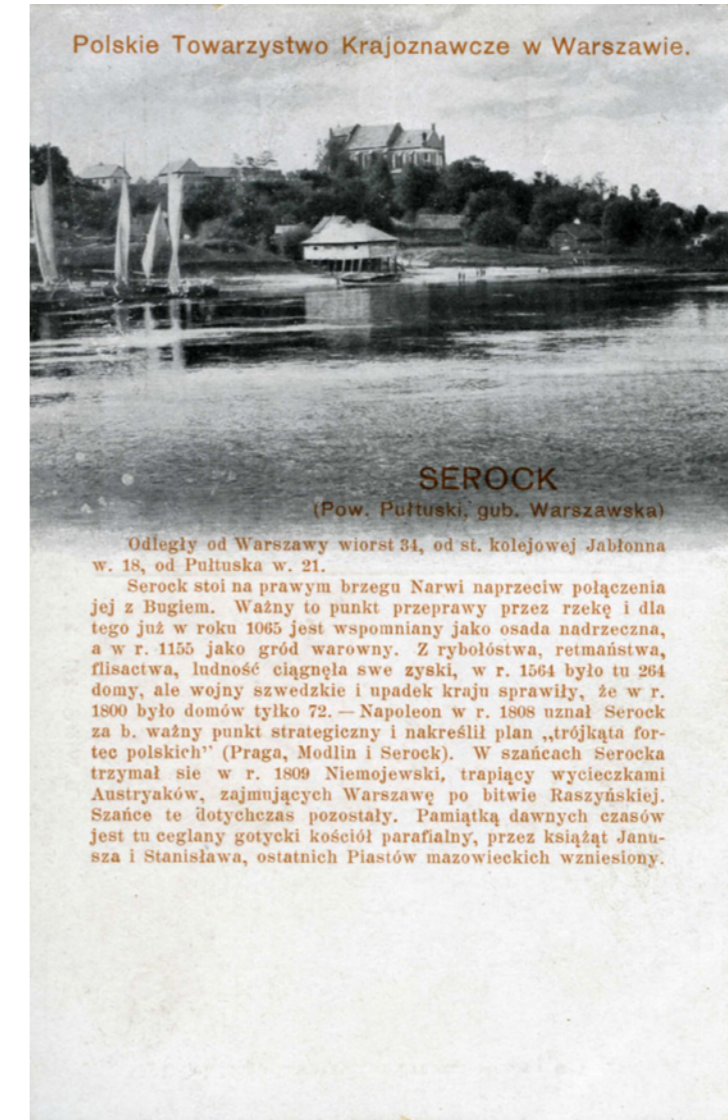 Polskie Towarzystwo Krajoznawcze w Warszawie.
SEROCK
(Pow. Pułtuski, gub. Warszawska)
Odległy od Warszawy wiorst 34, od st. kolejowej Jabłonna
w. 18, od Pułtuska w. 21.
Serock stoi na prawym brzegu Narwi naprzeciw połączenia
jej z Bugiem. Ważny to punkt przeprawy przez rzekę i dla
tego już w roku 1065 jest wspomniany jako osada nadrzeczna,
a w r. 1155 jako gród warowny. Z rybołóstwa, retmaństwa,
flisactwa, ludność ciągnęła swe zyski, w r. 1564 było tu 264
domy, ale wojny szwedzkie i upadek kraju sprawiły, że w r.
1800 było domów tylko 72. — Napoleon w r. 1808 uznał Serock
za b. ważny punkt strategiczny i nakreślił plan „trójkąta for-
tec polskich” (Praga, Modlin i Serock). W szańcach Serocka
trzymał sie w r. 1809 Niemojewski, trapiący wycieczkami
Austryaków, zajmujących Warszawę po bitwie Raszyńskiej.
Szańce te dotychczas pozostały. Pamiątką dawnych czasów
jest tu ceglany gotycki kościół parafialny, przez książąt Janu-
sza i Stanisława, ostatnich Piastów mazowieckich wzniesiony.